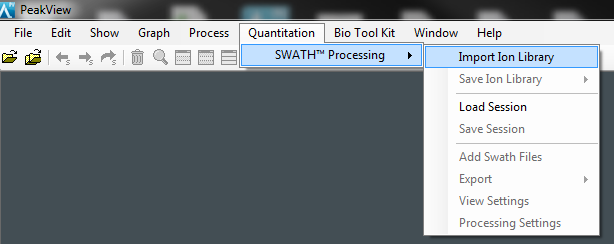 PeakView
File Edit Show Graph Process Quantitation Bio Tool Kit Window Help
SWATH™ Processing
Import Ion Library
Save Ion Library
Load Session
Save Session
Add Swath Files
Export
View Settings
Processing Settings